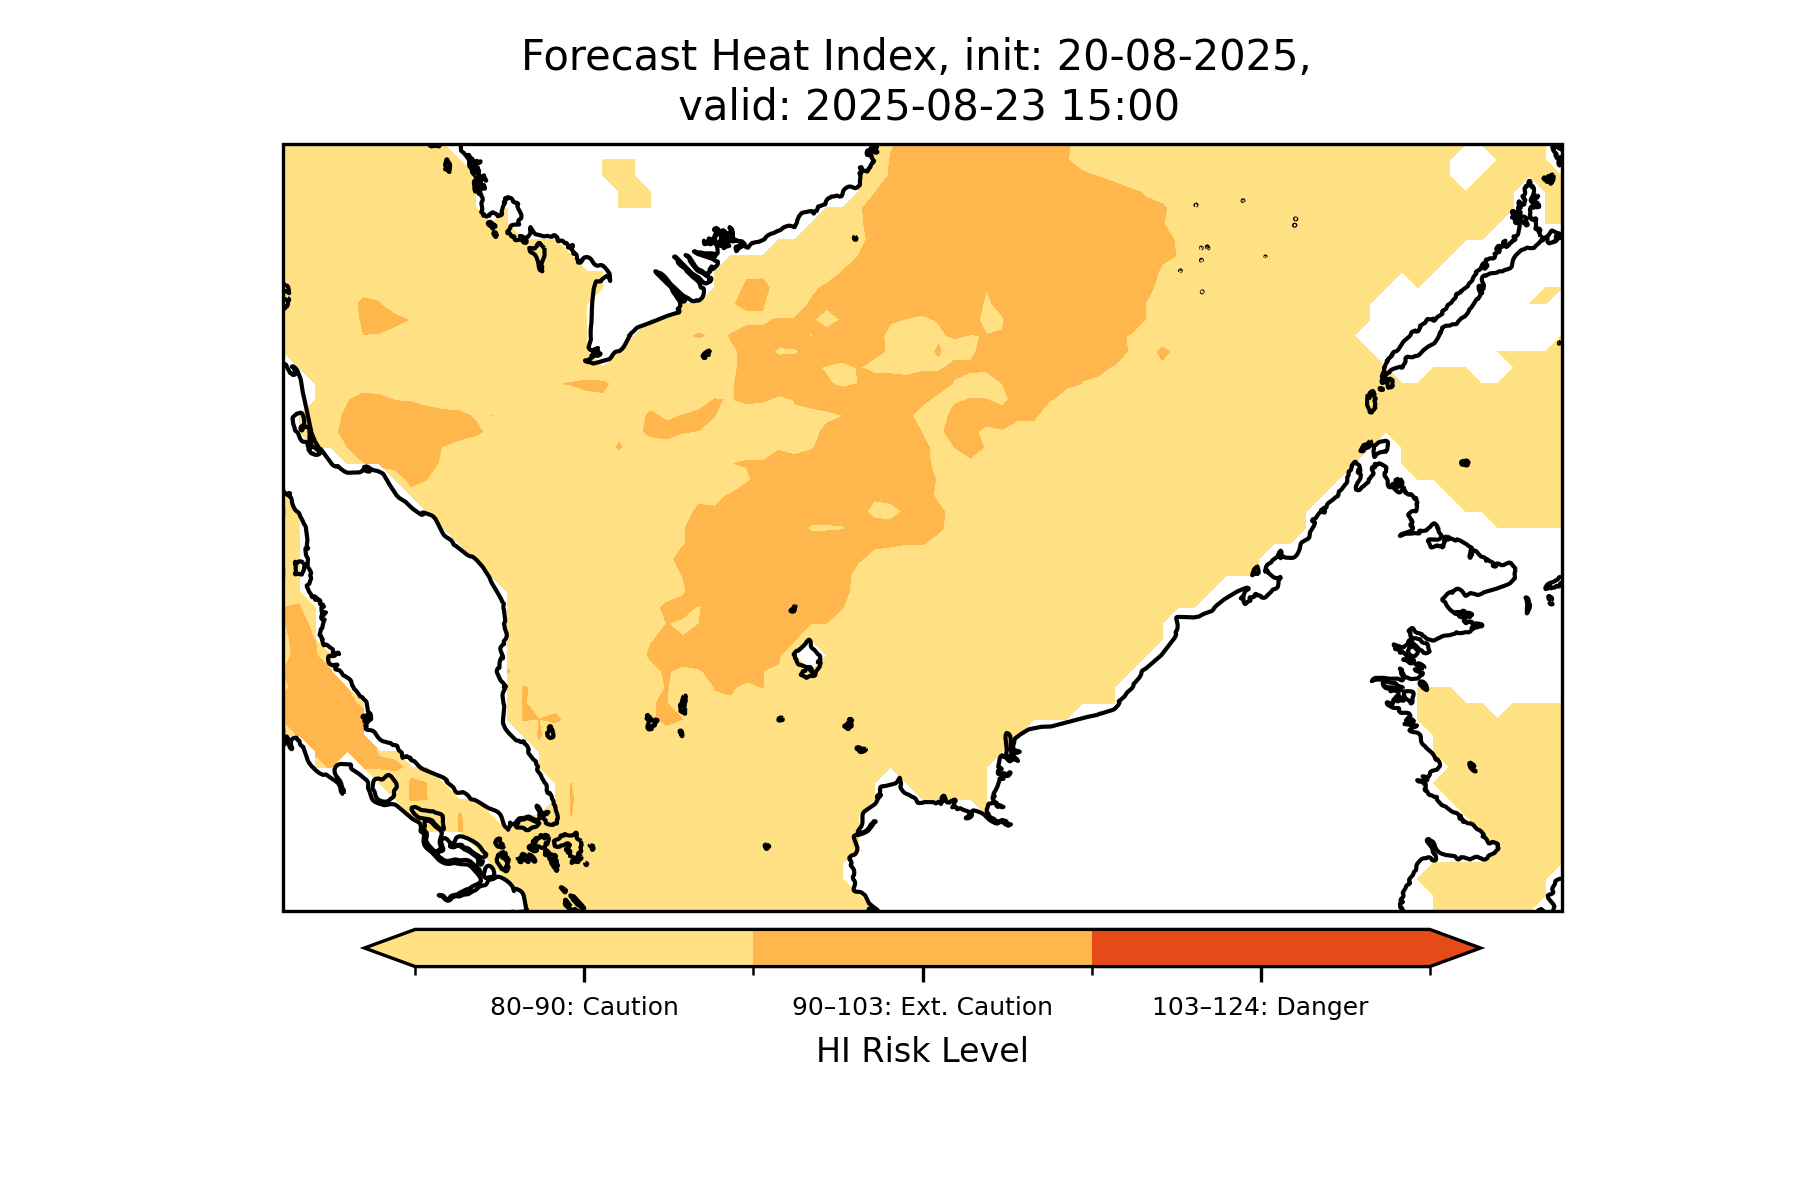 Forecast Heat Index, init: 20-08-2025,
valid: 2025-08-23 15:00
80–90: Caution
90–103: Ext. Caution
103–124: Danger
HI Risk Level